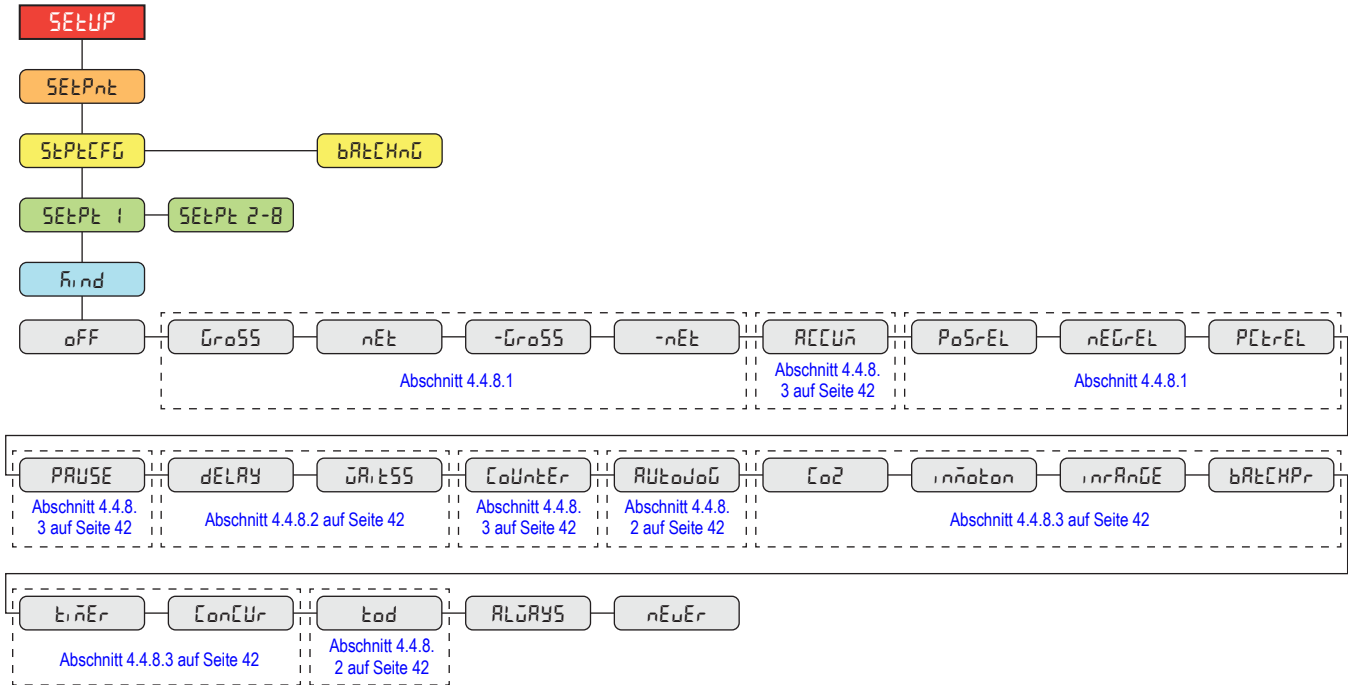 SEtUP
SEtPnt
StPtCFG
bAtCHnG
SEtPt 1
SEtPt 2-8
Kind
oFF
GroSS
nEt
-GroSS
-nEt
ACCUM
PoSrEL
nEGrEL
PCtrEL
Abschnitt 4.4.8.1
Abschnitt 4.4.8.
3 auf Seite 42
Abschnitt 4.4.8.1
PAUSE
dELAY
WAitSS
CoUntEr
AUtoJoG
Co2
inMoton
inrAnGE
bAtCHPr
Abschnitt 4.4.8.
3 auf Seite 42
Abschnitt 4.4.8.2 auf Seite 42
Abschnitt 4.4.8.
3 auf Seite 42
Abschnitt 4.4.8.
2 auf Seite 42
Abschnitt 4.4.8.3 auf Seite 42
tiMEr
ConCUr
tod
ALWAYS
nEvEr
Abschnitt 4.4.8.3 auf Seite 42
Abschnitt 4.4.8.
2 auf Seite 42